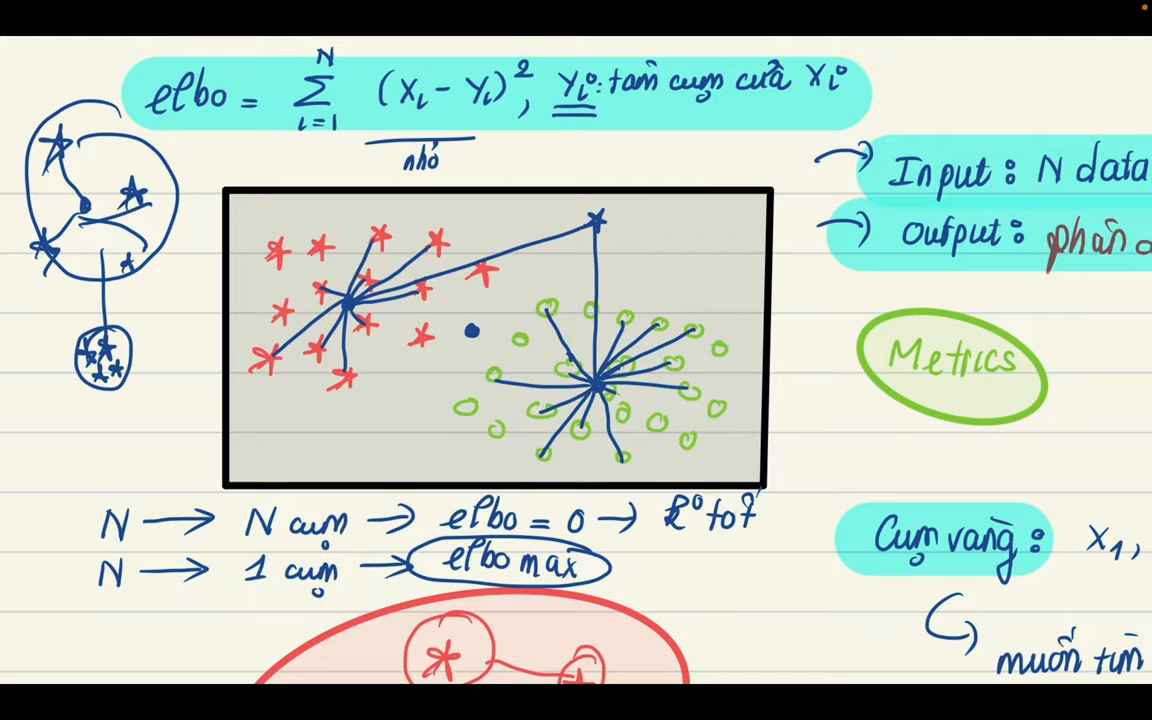 elbo = N Σ i=1 (Xi - Yi)², Yi: tâm cụm của Xi
nhỏ
Input: N data
Output: phân
Metrics
N → N cụm → elbo = 0 → k° tốt
N → 1 cụm → elbo max
Cụm vàng: X1,
muốn tìm